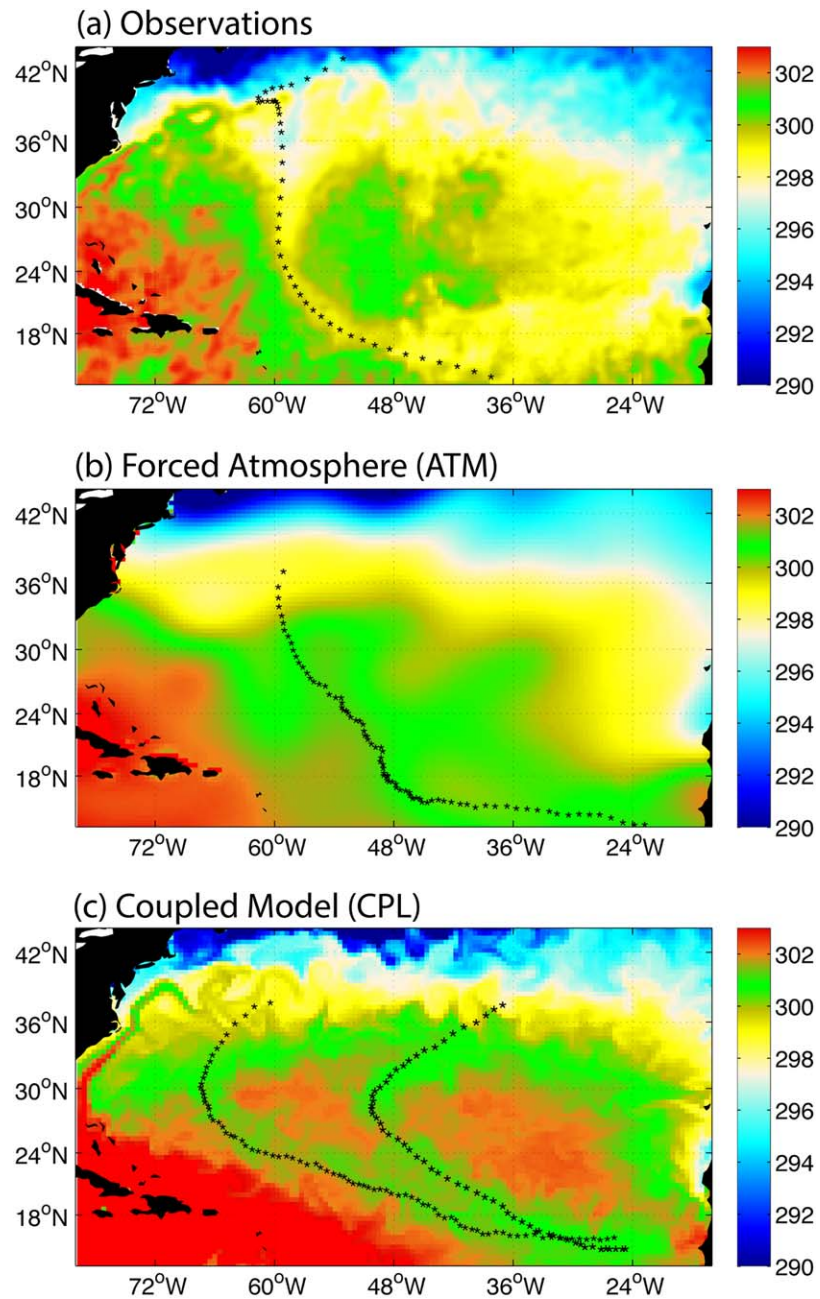 (a) Observations
42°N
36°N
30°N
24°N
18°N
72°W 60°W 48°W 36°W 24°W
302
300
298
296
294
292
290
(b) Forced Atmosphere (ATM)
42°N
36°N
30°N
24°N
18°N
72°W 60°W 48°W 36°W 24°W
302
300
298
296
294
292
290
(c) Coupled Model (CPL)
42°N
36°N
30°N
24°N
18°N
72°W 60°W 48°W 36°W 24°W
302
300
298
296
294
292
290